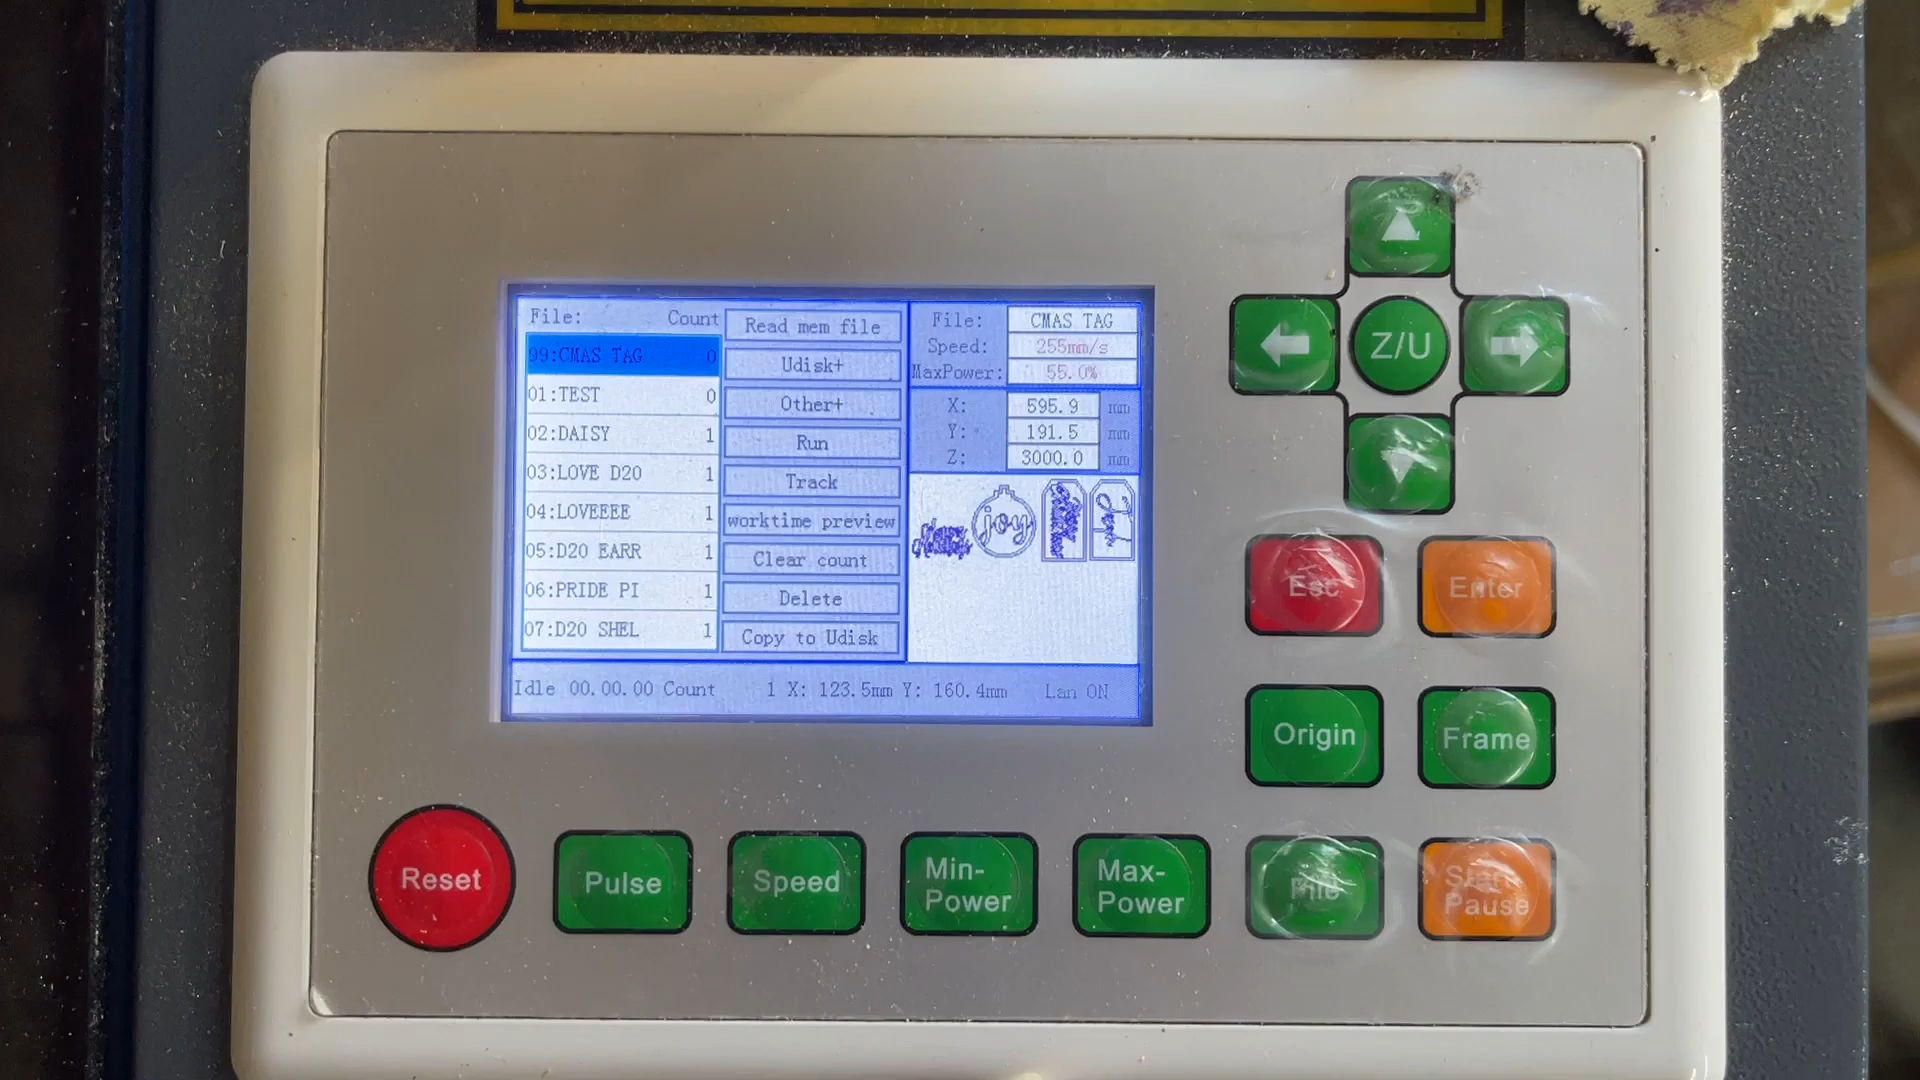 File: Count
99:CMAS TAG 0
01:TEST 0
02:DAISY 1
03:LOVE D20 1
04:LOVEEEE 1
05:D20 EARR 1
06:PRIDE PI 1
07:D20 SHEL 1
Read mem file
Udisk+
Other+
Run
Track
worktime preview
Clear count
Delete
Copy to Udisk
File: CMAS TAG
Speed: 255mm/s
MaxPower: 55.0%
X: 595.9 mm
Y: 191.5 mm
Z: 3000.0 mm
joy
Idle 00.00.00 Count 1 X: 123.5mm Y: 160.4mm Lan ON
Z/U
Esc
Enter
Origin
Frame
Reset
Pulse
Speed
Min-
Power
Max-
Power
File
Start
Pause